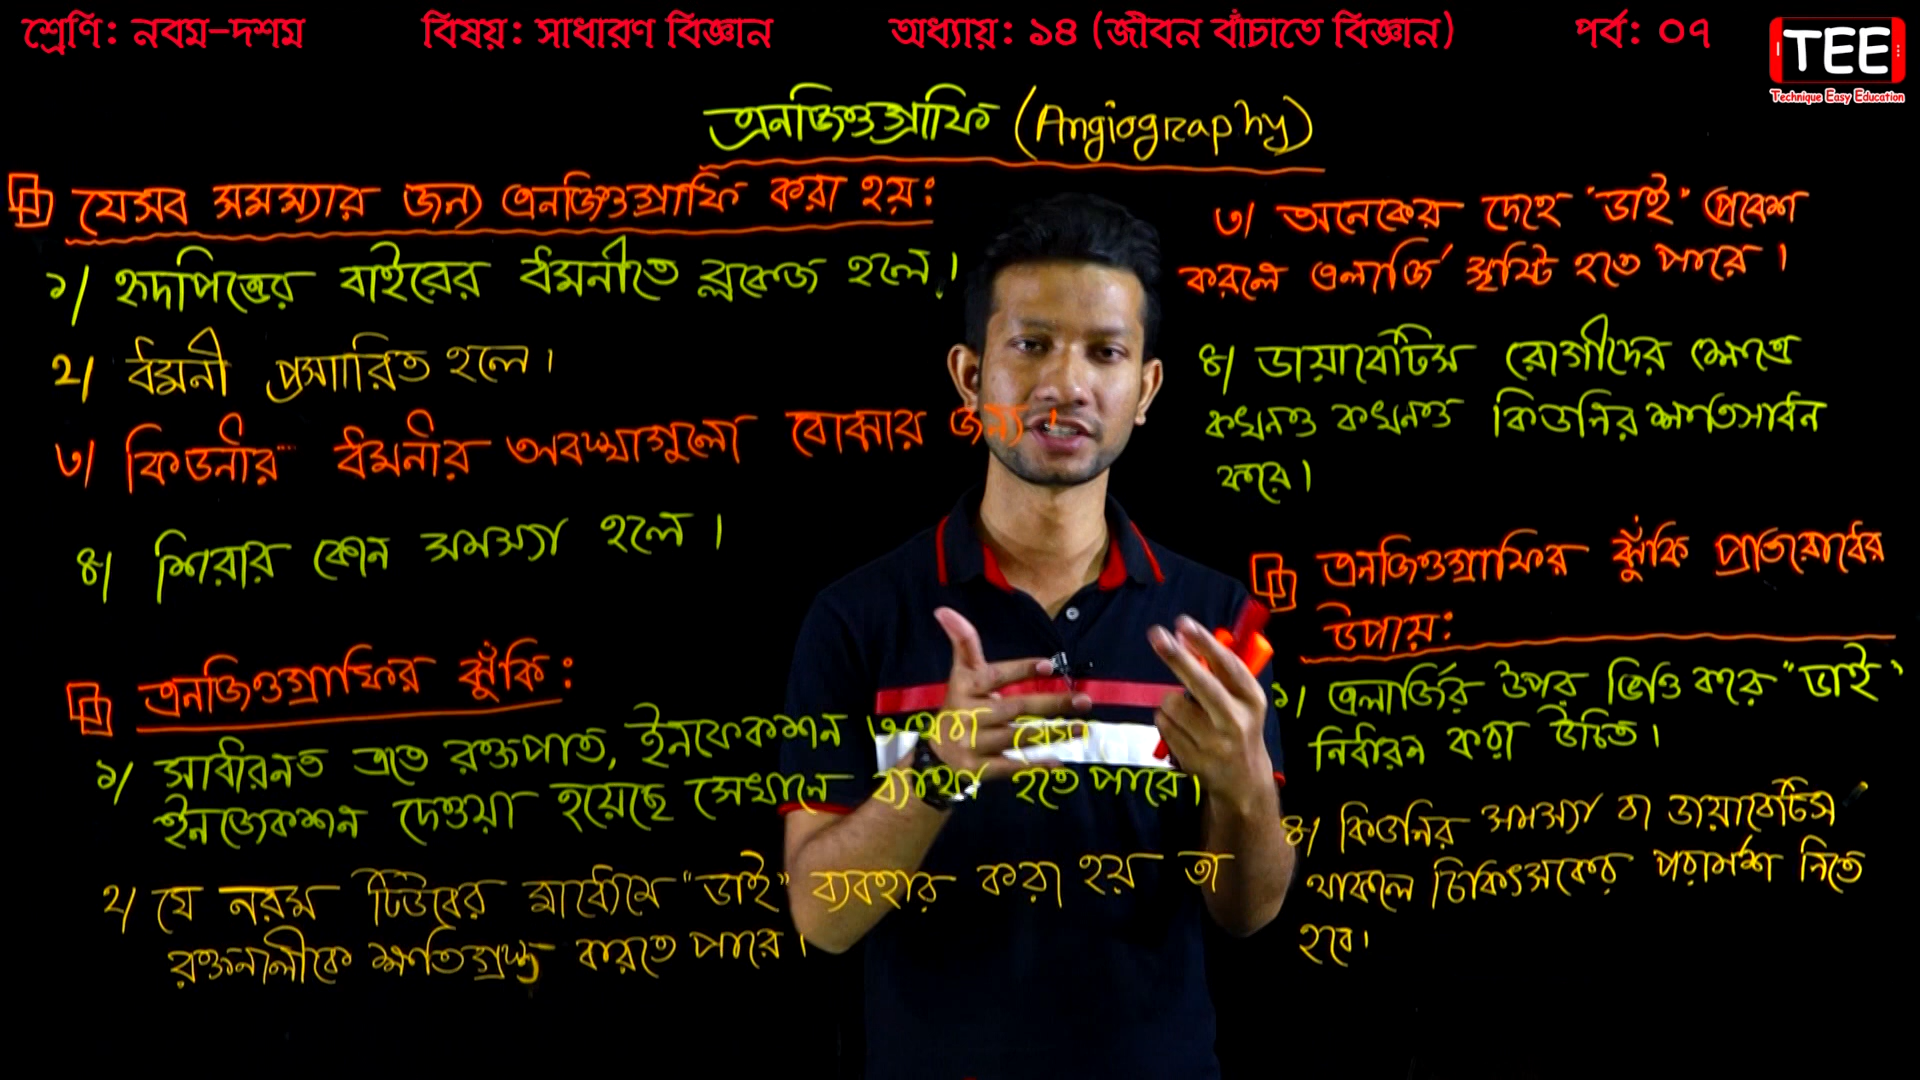 শ্রেণি: নবম-দশম
বিষয়: সাধারণ বিজ্ঞান
অধ্যায়: ১৪ (জীবন বাঁচাতে বিজ্ঞান)
পর্ব: ০৭
TEE
Technique Easy Education
এনজিওগ্রাফি (Angiography)
যেসব সমস্যার জন্য এনজিওগ্রাফি করা হয়:
১/ হৃদপিন্ডের বাইরের ধমনীতে ব্লকেজ হলে।
২/ ধমনী প্রসারিত হলে।
৩/ কিডনীর ধমনীর অবস্থাগুলো বোঝার জন্য।
৪/ শিরার কোন সমস্যা হলে।
এনজিওগ্রাফির ঝুঁকি:
১/ সাধারনত এতে রক্তপাত, ইনফেকশন অথবা যেসব
ইনজেকশন দেওয়া হয়েছে সেখানে ব্যাথা হতে পারে।
২/ যে নরম টিউবের মাধ্যেমে "ডাই" ব্যবহার করা হয় তা
রক্তনালীকে ক্ষতিগ্রস্ত করতে পারে।
৩/ অনেকের দেহে "ডাই" প্রবেশ
করলে এলার্জি সৃষ্টি হতে পারে।
৪/ ডায়াবেটিস রোগীদের ক্ষেত্রে
কখনও কখনও কিডনির ক্ষতিসাধন
করে।
এনজিওগ্রাফির ঝুঁকি প্রতিরোধের
উপায়:
১/ এলার্জির উপর ভিত্তি করে "ডাই"
নির্ধারন করা উচিত।
৪/ কিডনির সমস্যা বা ডায়াবেটিস
থাকলে চিকিৎসকের পরামর্শ নিতে
হবে।